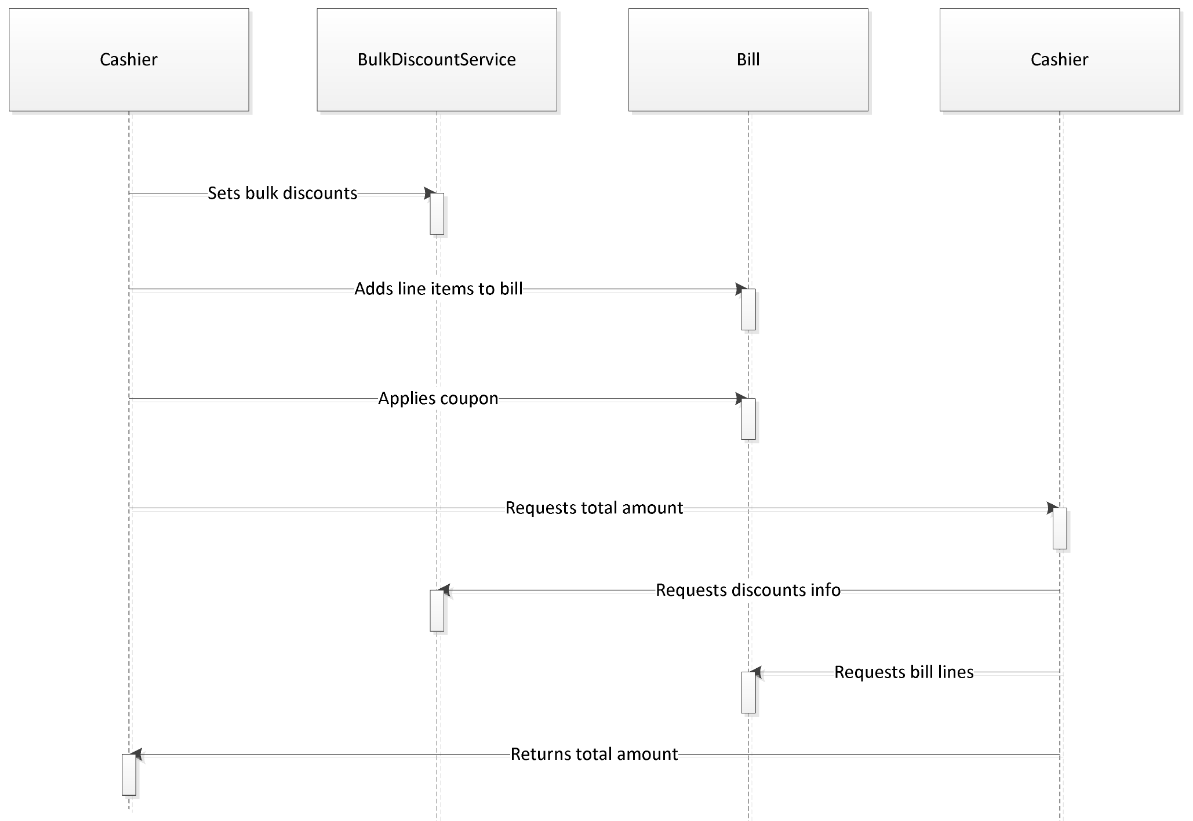 Cashier
BulkDiscountService
Bill
Cashier
Sets bulk discounts
Adds line items to bill
Applies coupon
Requests total amount
Requests discounts info
Requests bill lines
Returns total amount